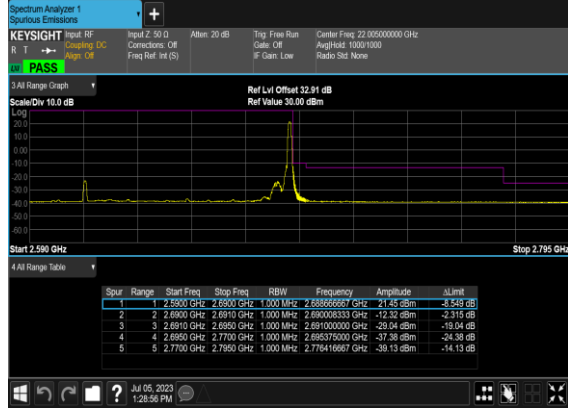 Spectrum Analyzer 1
Spurious Emissions
+
KEYSIGHT Input: RF Input Z: 50 Ω Atten: 20 dB Trig: Free Run Center Freq: 22.005000000 GHz
R T Coupling: DC Corrections: Off Gate: Off Avg|Hold: 1000/1000
Align: Off Freq Ref: Int (S) IF Gain: Low Radio Std: None
PASS
3 All Range Graph Ref Lvl Offset 32.91 dB
Scale/Div 10.0 dB Ref Value 30.00 dBm
Log
20.0
10.0
0.00
-10.0
-20.0
-30.0
-40.0
-50.0
-60.0
Start 2.590 GHz Stop 2.795 GHz
4 All Range Table
Spur Range Start Freq Stop Freq RBW Frequency Amplitude ΔLimit
1 1 2.5900 GHz 2.6900 GHz 1.000 MHz 2.688666667 GHz 21.45 dBm -8.549 dB
2 2 2.6900 GHz 2.6910 GHz 1.000 MHz 2.690008333 GHz -12.32 dBm -2.315 dB
3 3 2.6910 GHz 2.6950 GHz 1.000 MHz 2.691000000 GHz -29.04 dBm -19.04 dB
4 4 2.6950 GHz 2.7700 GHz 1.000 MHz 2.695375000 GHz -37.38 dBm -24.38 dB
5 5 2.7700 GHz 2.7950 GHz 1.000 MHz 2.776416667 GHz -39.13 dBm -14.13 dB
? Jul 05, 2023
1:28:56 PM